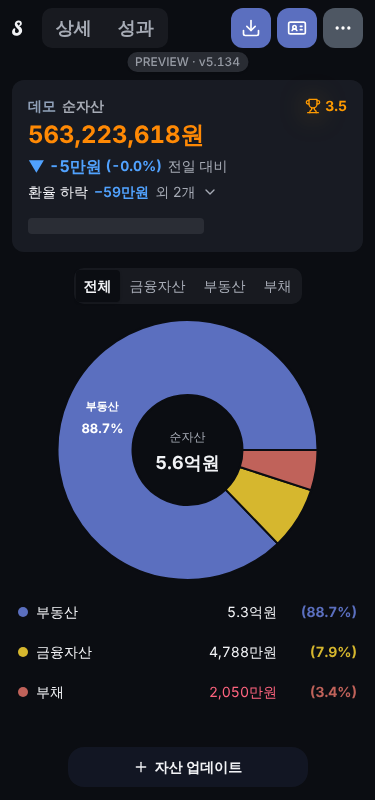 상세 성과
PREVIEW · v5.134
데모 순자산
3.5
563,223,618원
▼ -5만원 (-0.0%) 전일 대비
환율 하락 -59만원 외 2개
전체 금융자산 부동산 부채
부동산
88.7%
순자산
5.6억원
부동산 5.3억원 (88.7%)
금융자산 4,788만원 (7.9%)
부채 2,050만원 (3.4%)
+ 자산 업데이트